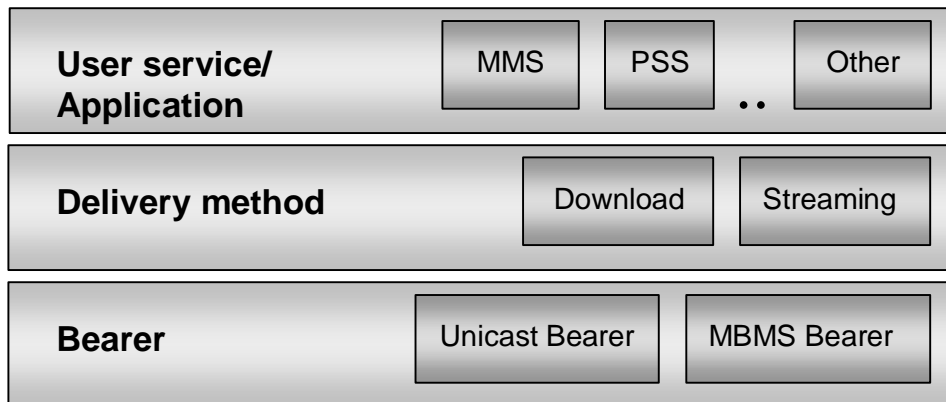 User service/
Application
MMS
PSS
..
Other
Delivery method
Download
Streaming
Bearer
Unicast Bearer
MBMS Bearer